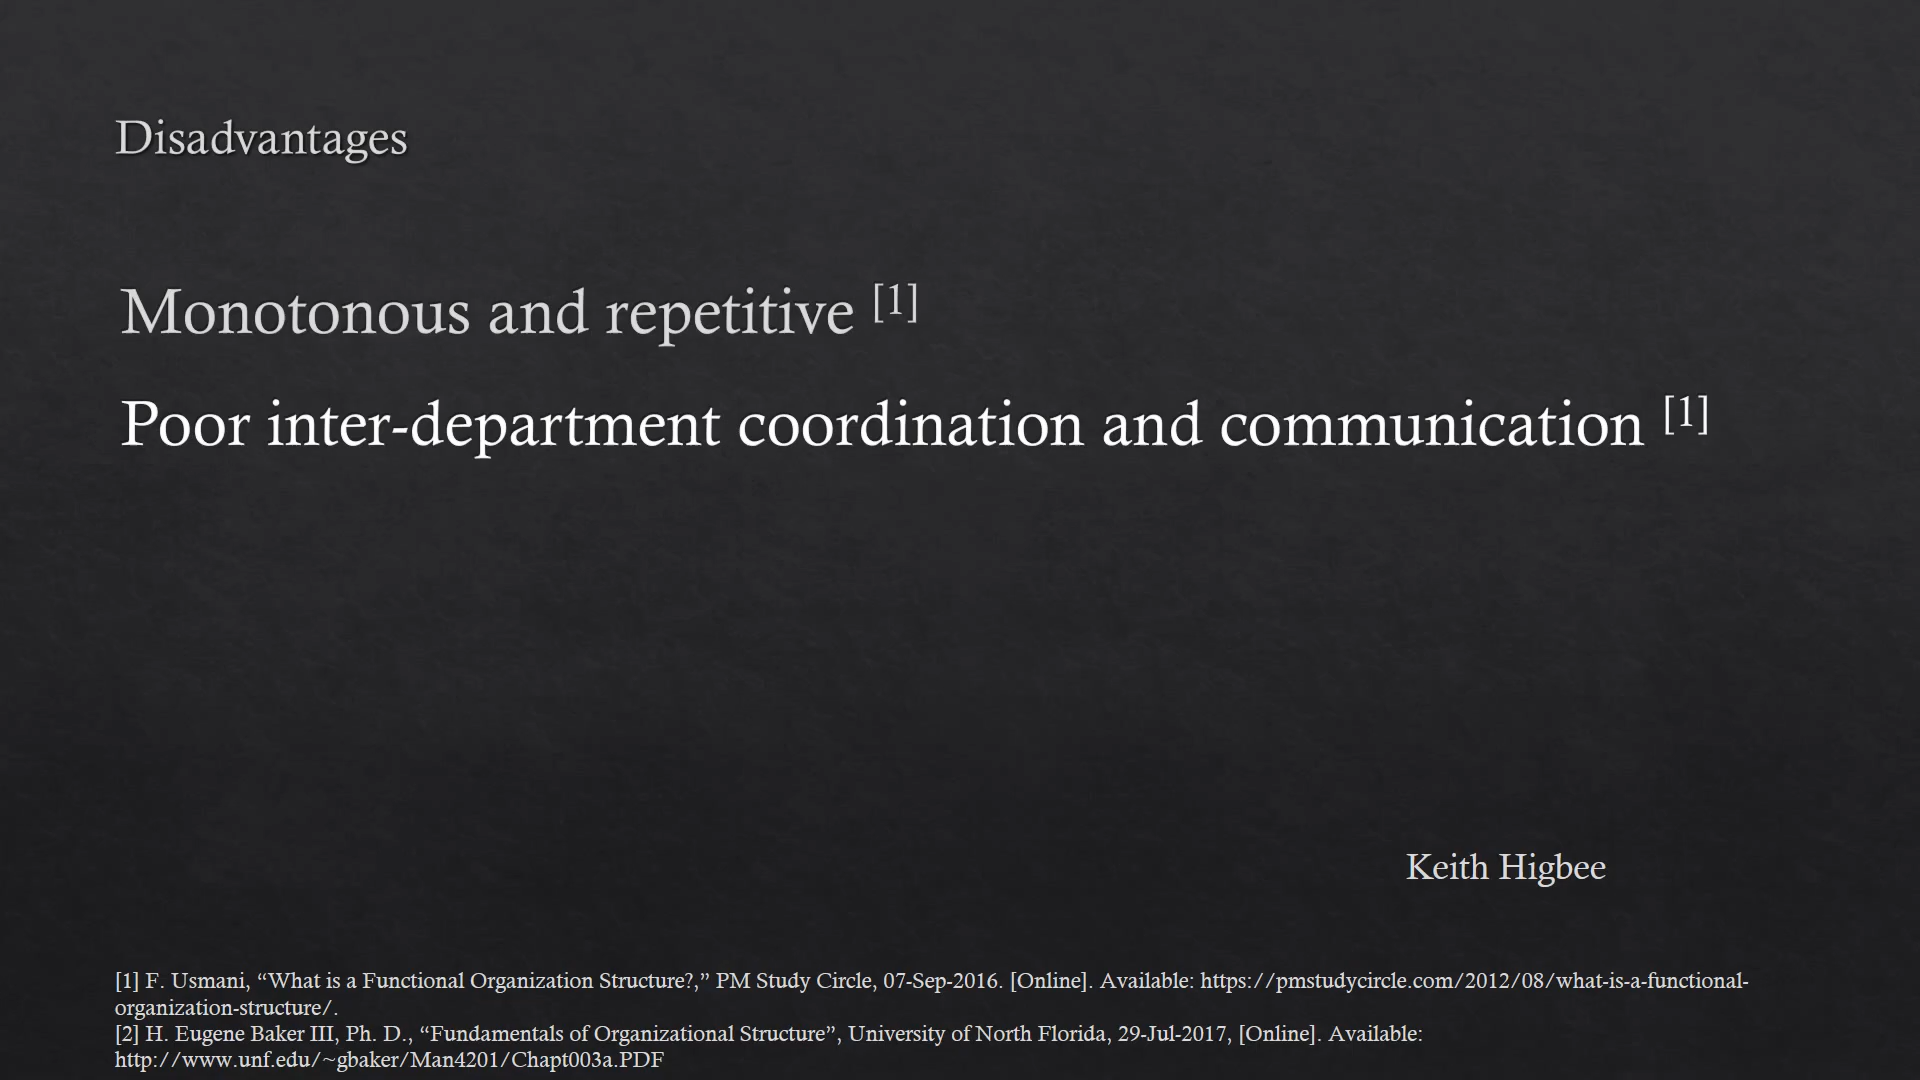 Disadvantages
Monotonous and repetitive [1]
Poor inter-department coordination and communication [1]
Keith Higbee
[1] F. Usmani, “What is a Functional Organization Structure?,” PM Study Circle, 07-Sep-2016. [Online]. Available: https://pmstudycircle.com/2012/08/what-is-a-functional-
organization-structure/.
[2] H. Eugene Baker III, Ph. D., “Fundamentals of Organizational Structure”, University of North Florida, 29-Jul-2017, [Online]. Available:
http://www.unf.edu/~gbaker/Man4201/Chapt003a.PDF